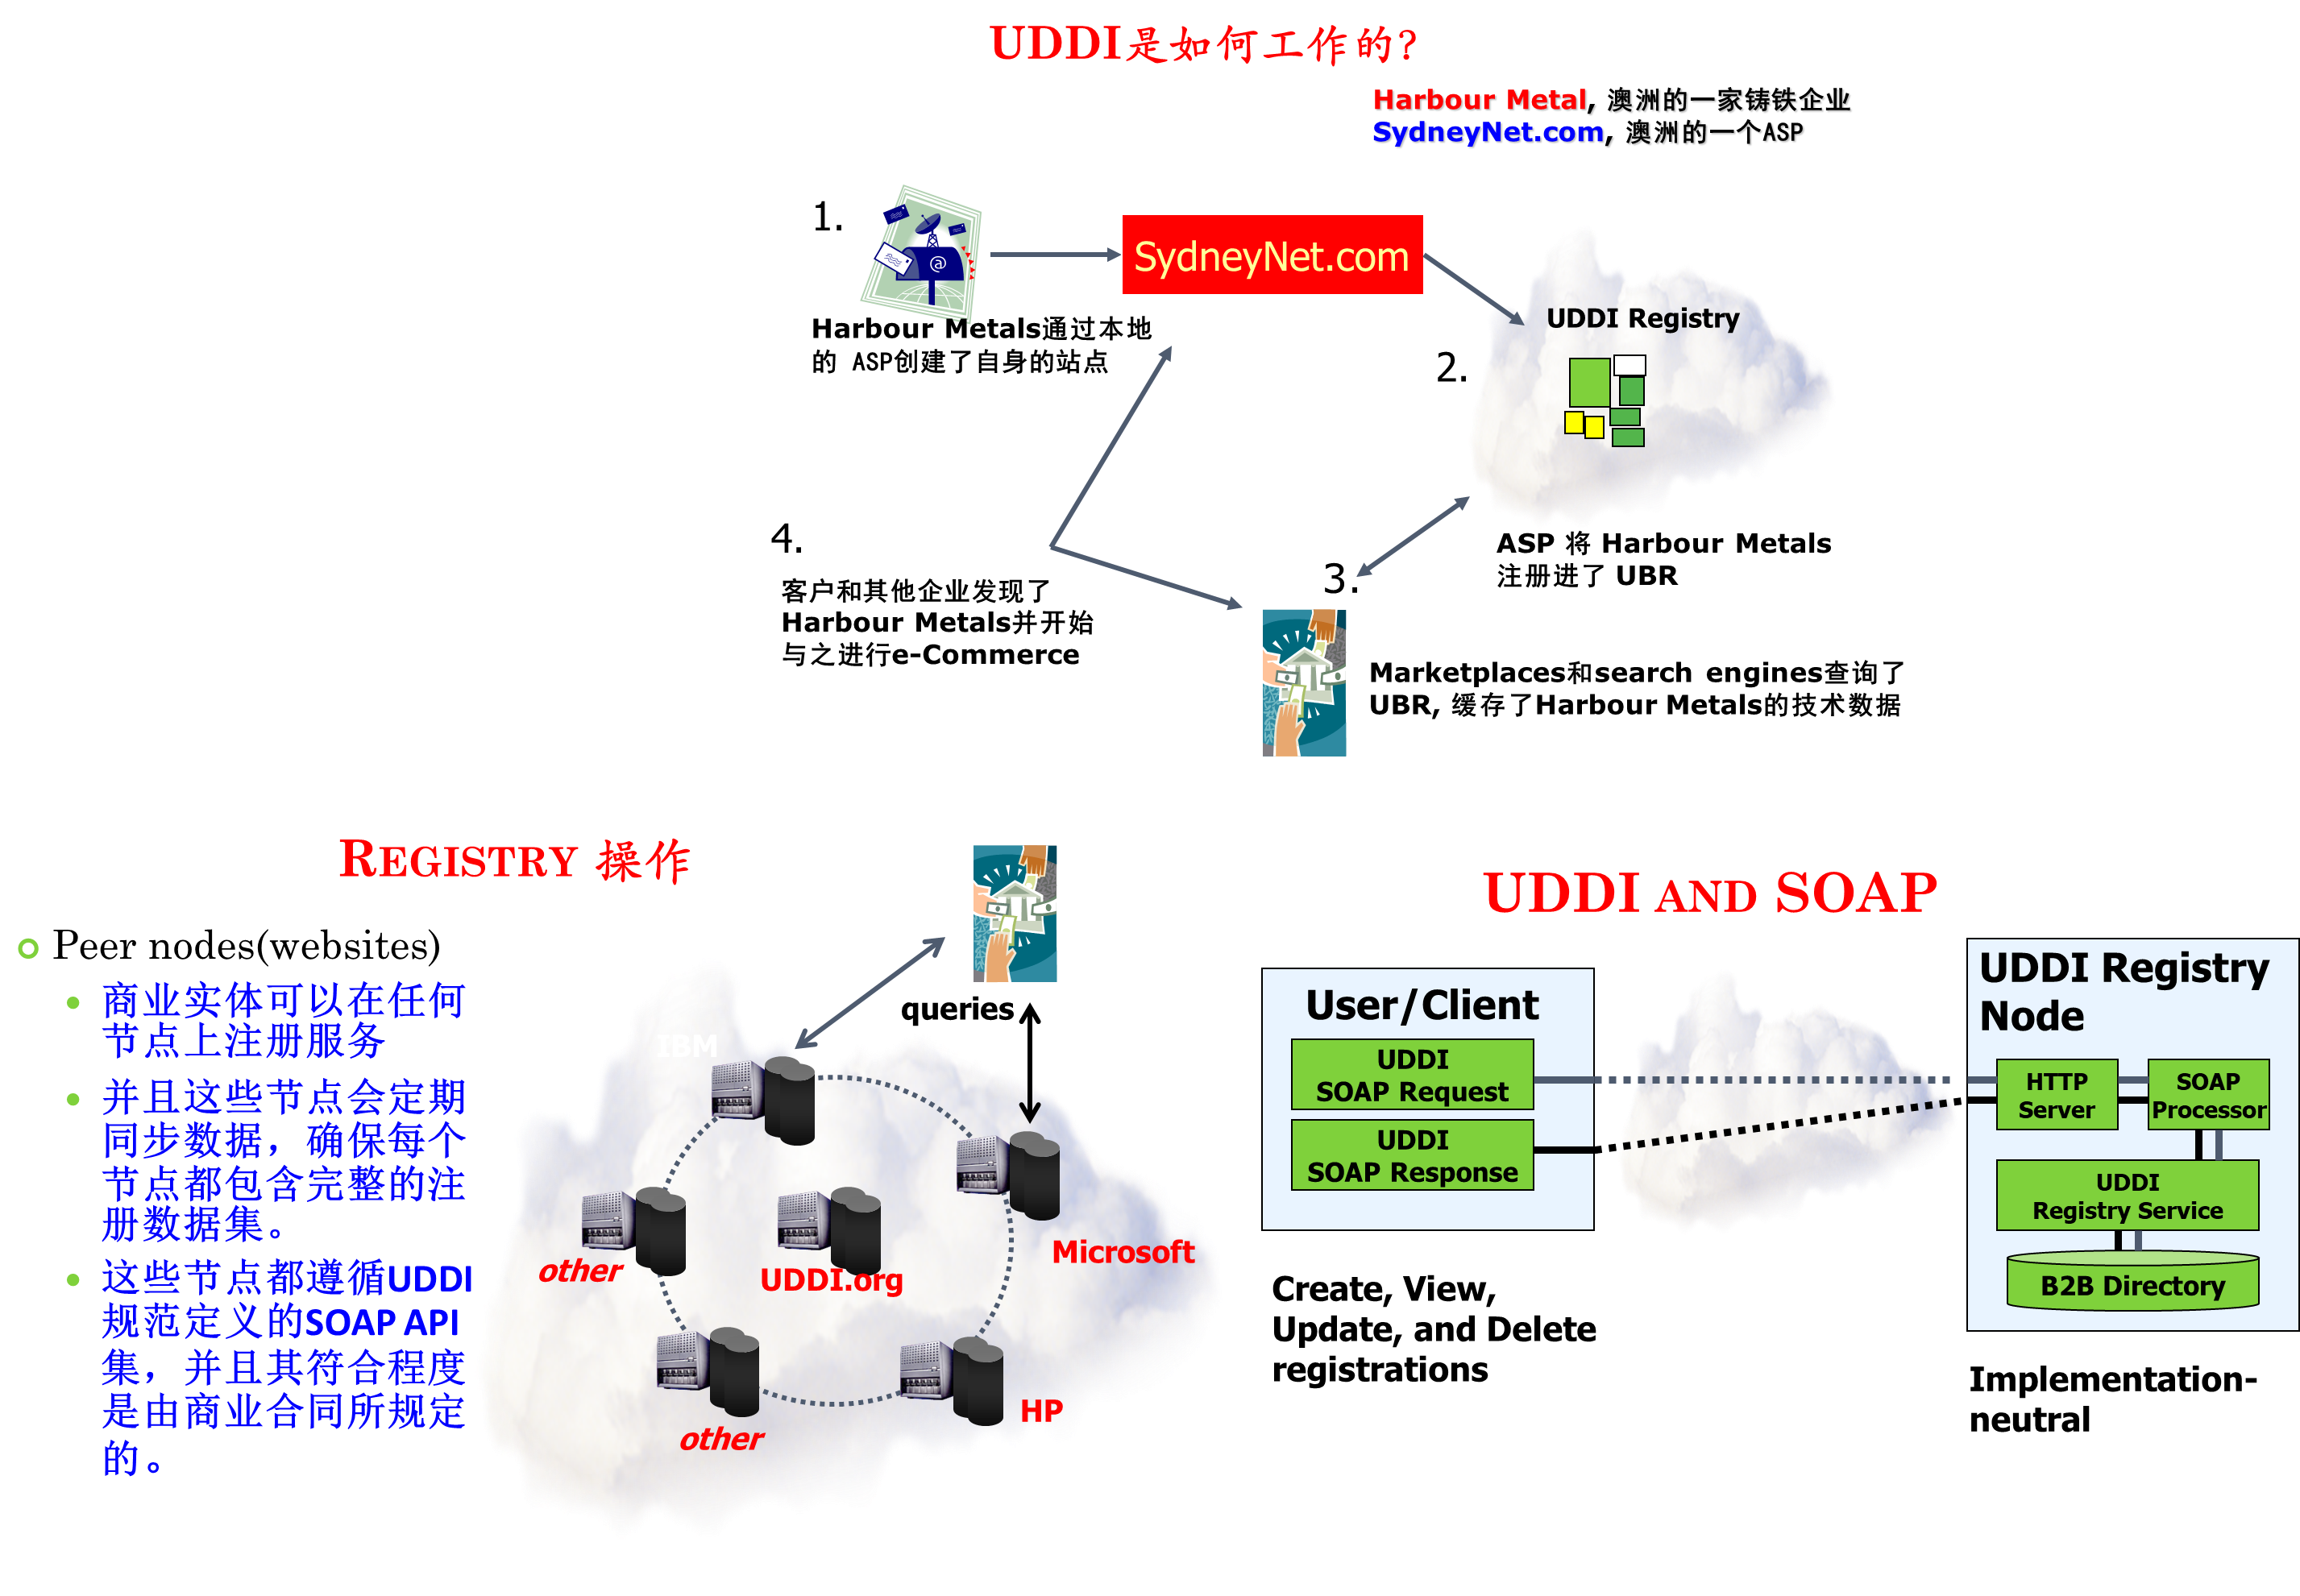 UDDI是如何工作的?
Harbour Metal, 澳洲的一家铸铁企业
SydneyNet.com, 澳洲的一个ASP
1.
@
SydneyNet.com
Harbour Metals通过本地
的 ASP创建了自身的站点
UDDI Registry
2.
ASP 将 Harbour Metals
注册进了 UBR
3.
Marketplaces和search engines查询了
UBR, 缓存了Harbour Metals的技术数据
4.
客户和其他企业发现了
Harbour Metals并开始
与之进行e-Commerce
REGISTRY 操作
Peer nodes(websites)
商业实体可以在任何
节点上注册服务
并且这些节点会定期
同步数据，确保每个
节点都包含完整的注
册数据集。
这些节点都遵循UDDI
规范定义的SOAP API
集，并且其符合程度
是由商业合同所规定
的。
queries
IBM
other
UDDI.org
Microsoft
other
HP
UDDI AND SOAP
User/Client
UDDI
SOAP Request
UDDI
SOAP Response
Create, View,
Update, and Delete
registrations
UDDI Registry
Node
HTTP
Server
SOAP
Processor
UDDI
Registry Service
B2B Directory
Implementation-
neutral